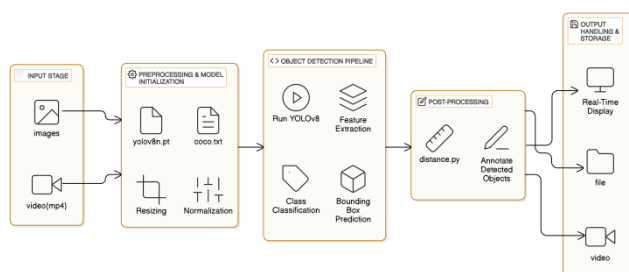 INPUT STAGE
images
video(mp4)
PREPROCESSING & MODEL
INITIALIZATION
yolov8n.pt
coco.txt
Resizing
Normalization
OBJECT DETECTION PIPELINE
Run YOLOv8
Feature
Extraction
Class
Classification
Bounding
Box
Prediction
POST-PROCESSING
distance.py
Annotate
Detected
Objects
OUTPUT
HANDLING &
STORAGE
Real-Time
Display
file
video